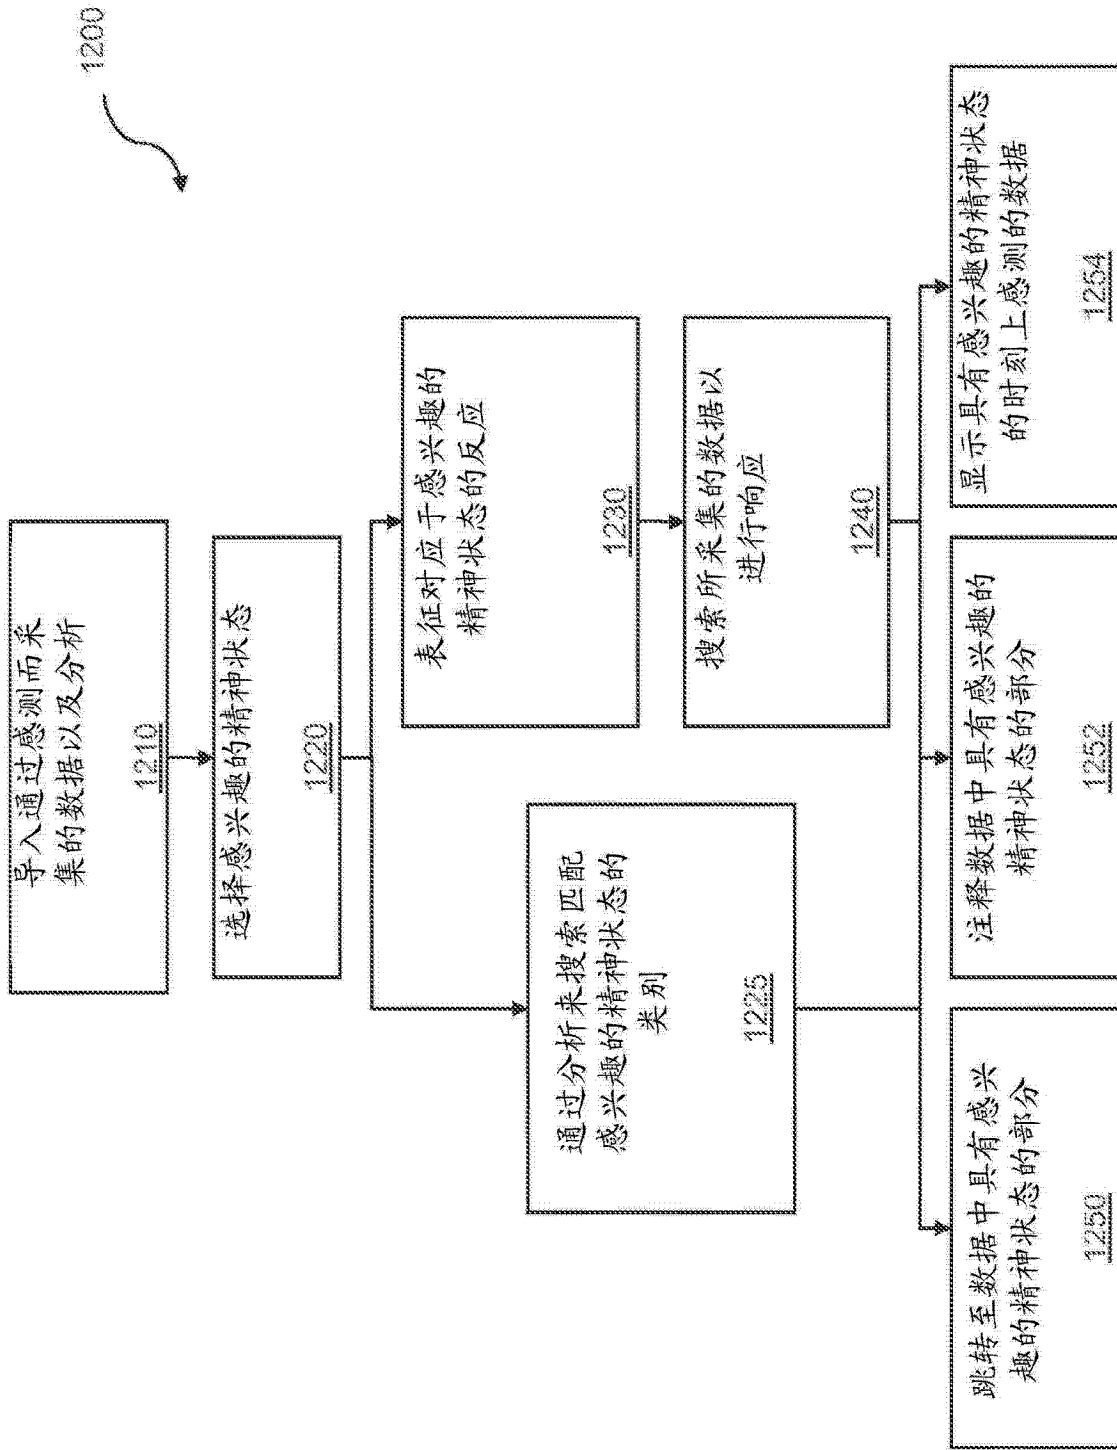 1200
导入通过感测而采
集的数据以及分析
1210
选择感兴趣的精神状态
1220
通过分析来搜索匹配
感兴趣的精神状态的
类别
1225
表征对应于感兴趣的
精神状态的反应
1230
搜索所采集的数据以
进行响应
1240
跳转至数据中具有感兴
趣的精神状态的部分
1250
注释数据中具有感兴趣的
精神状态的部分
1252
显示具有感兴趣的精神状态
的时刻上感测的数据
1254